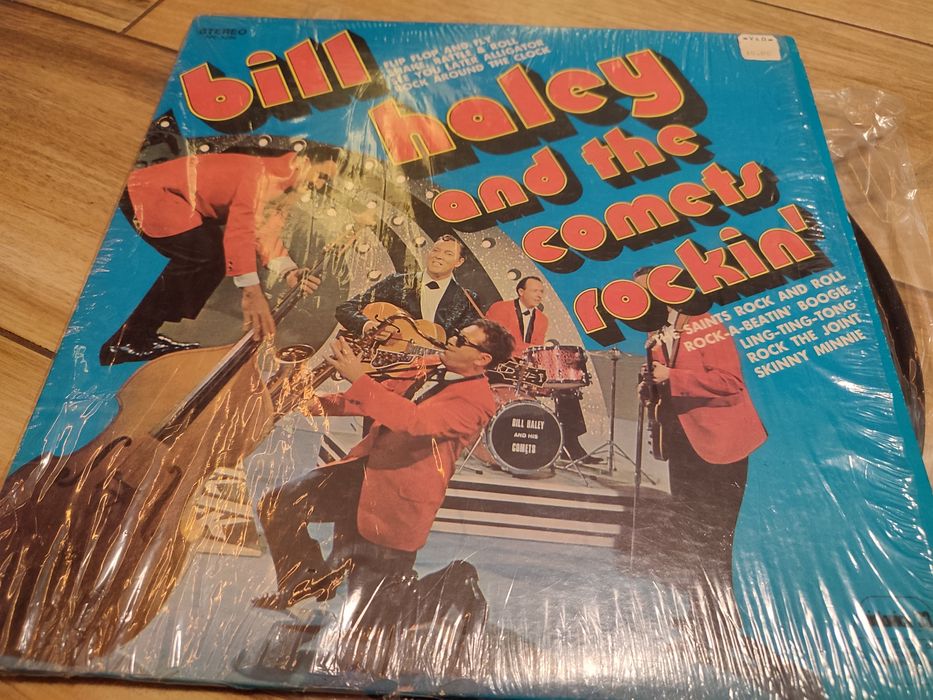 STEREO
bill
haley
and the
comets
rockin'
FLIP FLOP AND FLY
SHAKE, RATTLE & ROLL
SEE YOU LATER ALLIGATOR
ROCK AROUND THE CLOCK
SAINTS ROCK AND ROLL
ROCK-A-BEATIN' BOOGIE
LING-TING-TONG
ROCK THE JOINT
SKINNY MINNIE
BILL HALEY
AND HIS
COMETS